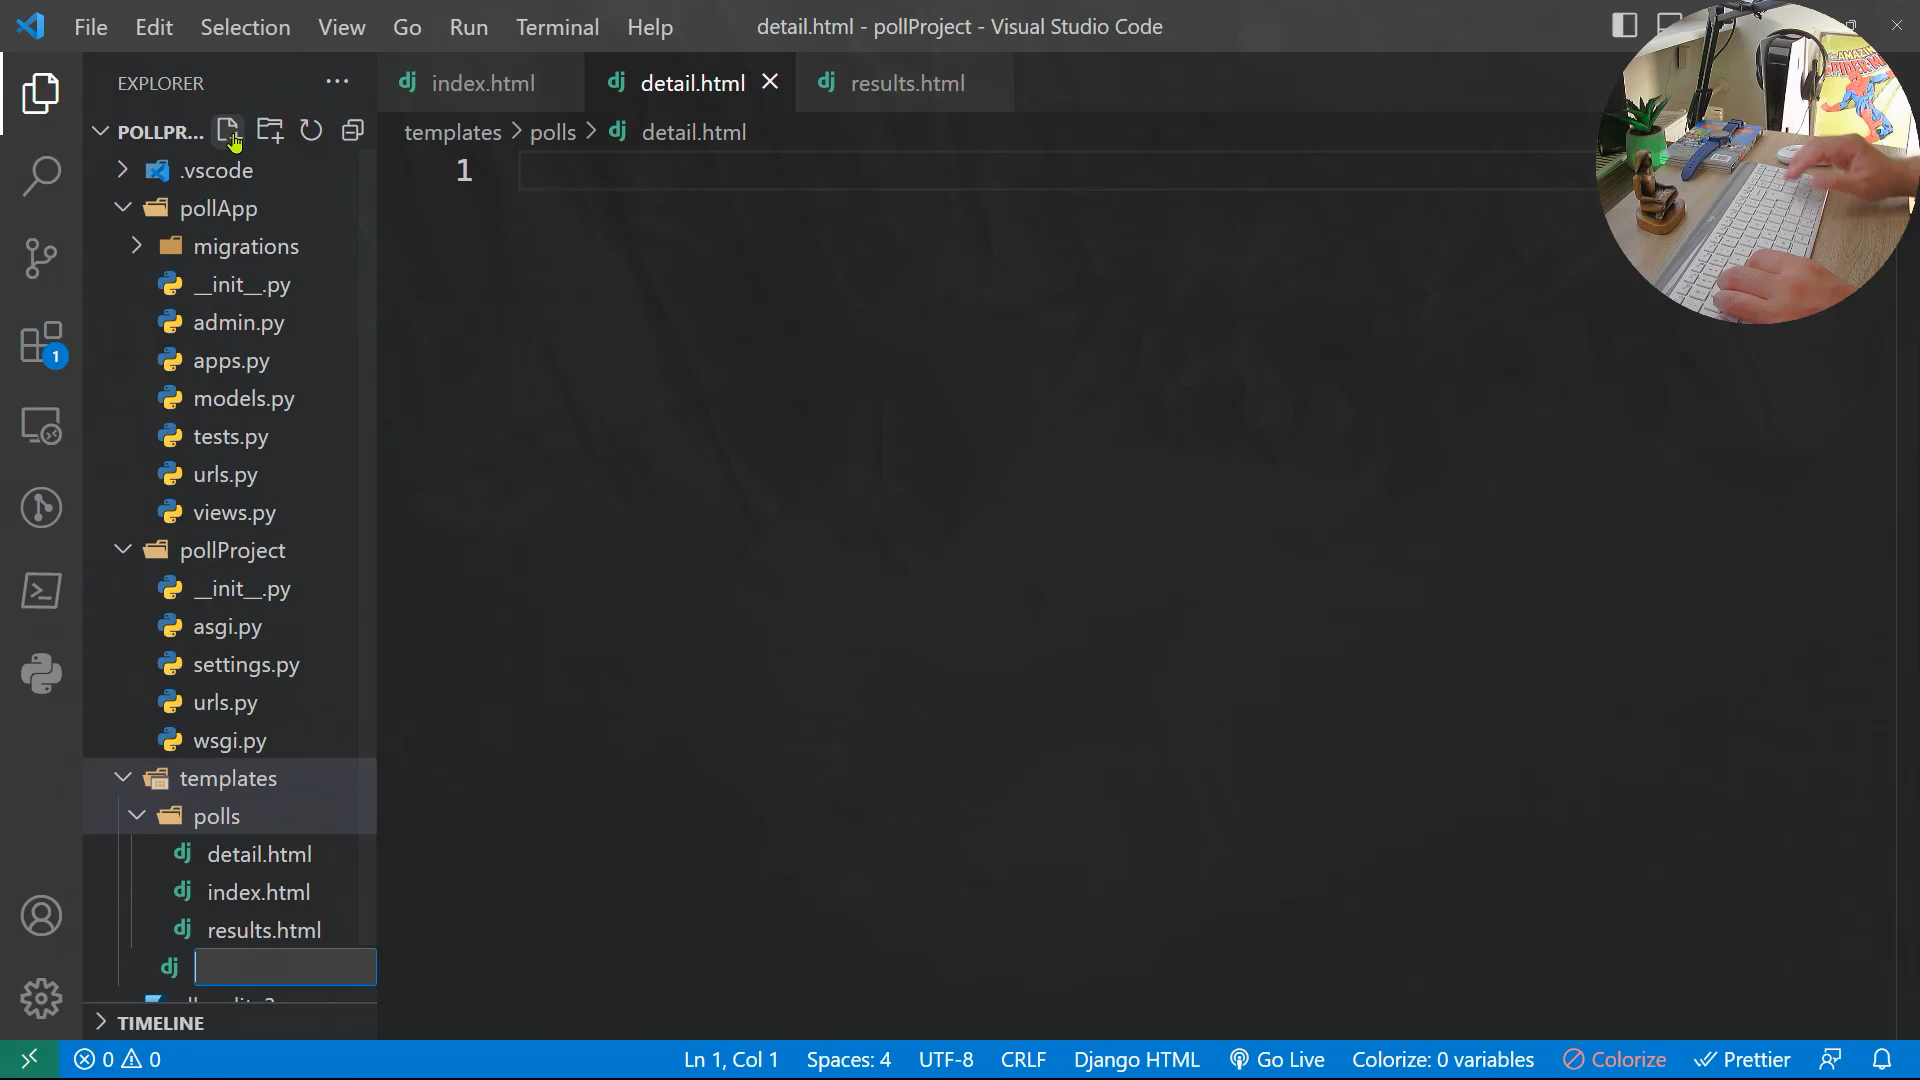 File Edit Selection View Go Run Terminal Help
detail.html - pollProject - Visual Studio Code
EXPLORER
index.html
detail.html
results.html
POLLPR...
templates > polls > detail.html
1
.vscode
pollApp
migrations
__init__.py
admin.py
apps.py
models.py
tests.py
urls.py
views.py
pollProject
__init__.py
asgi.py
settings.py
urls.py
wsgi.py
templates
polls
detail.html
index.html
results.html
TIMELINE
1
AMAZING
SPIDER-MAN
0 0 Ln 1, Col 1 Spaces: 4 UTF-8 CRLF Django HTML Go Live Colorize: 0 variables Colorize Prettier